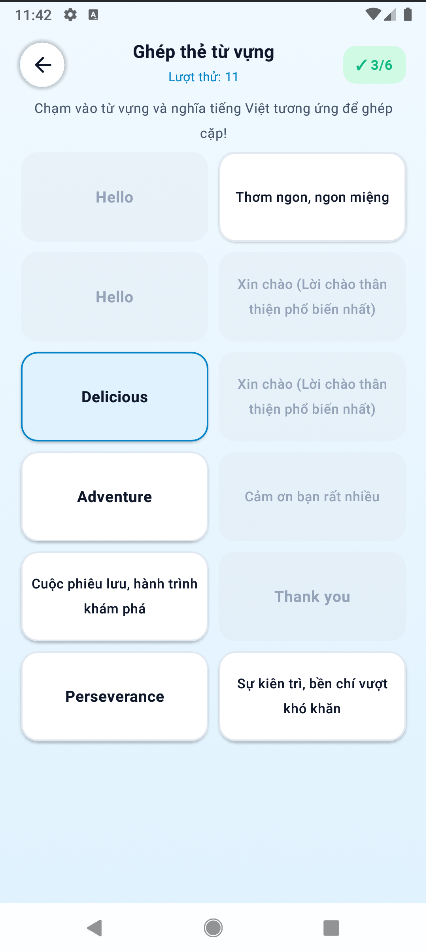 11:42
Ghép thẻ từ vựng
Lượt thử: 11
✓ 3/6
Chạm vào từ vựng và nghĩa tiếng Việt tương ứng để ghép
cặp!
Hello
Thơm ngon, ngon miệng
Hello
Xin chào (Lời chào thân
thiện phổ biến nhất)
Delicious
Xin chào (Lời chào thân
thiện phổ biến nhất)
Adventure
Cảm ơn bạn rất nhiều
Cuộc phiêu lưu, hành trình
khám phá
Thank you
Perseverance
Sự kiên trì, bền chí vượt
khó khăn